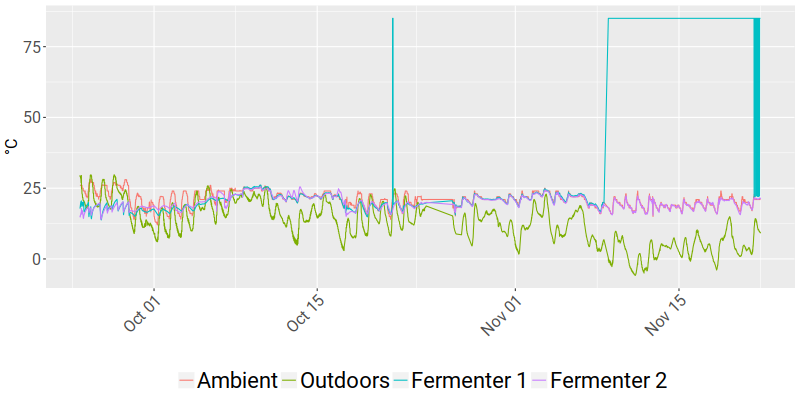 75
50
25
0
°C
Oct 01
Oct 15
Nov 01
Nov 15
Ambient Outdoors Fermenter 1 Fermenter 2